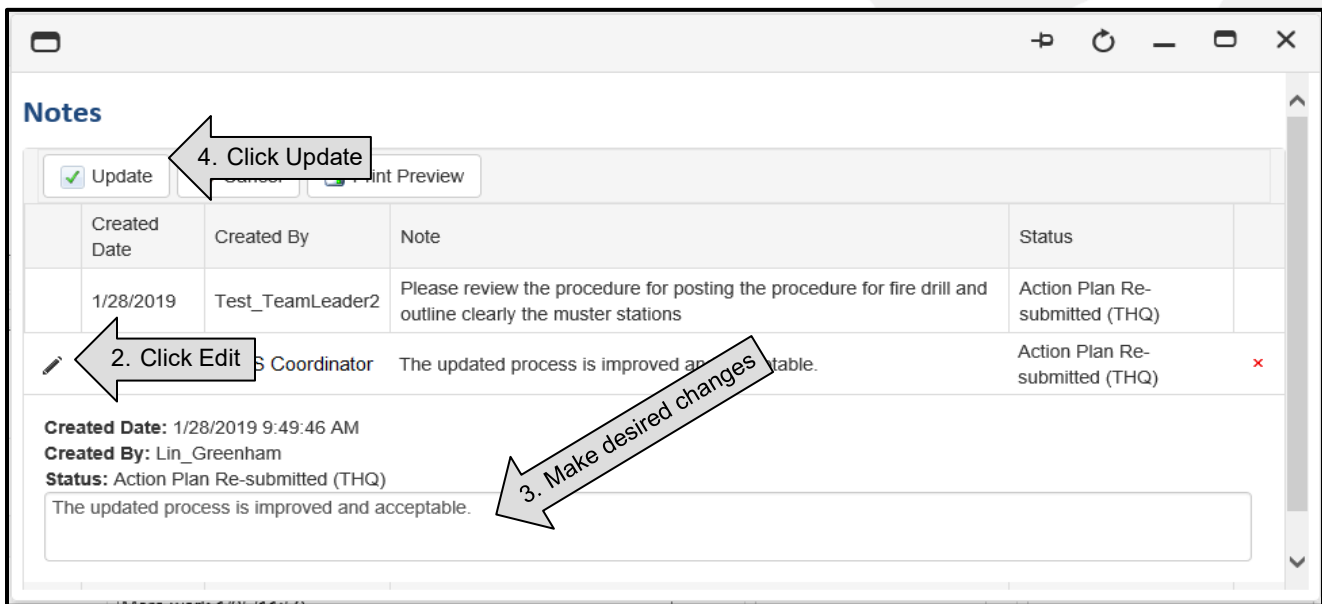 Notes
4. Click Update
Update
Print Preview
Created Date
Created By
Note
Status
1/28/2019
Test_TeamLeader2
Please review the procedure for posting the procedure for fire drill and
outline clearly the muster stations
Action Plan Re-
submitted (THQ)
2. Click Edit
S Coordinator
The updated process is improved an table.
Action Plan Re-
submitted (THQ)
3. Make desired changes
Created Date: 1/28/2019 9:49:46 AM
Created By: Lin_Greenham
Status: Action Plan Re-submitted (THQ)
The updated process is improved and acceptable.